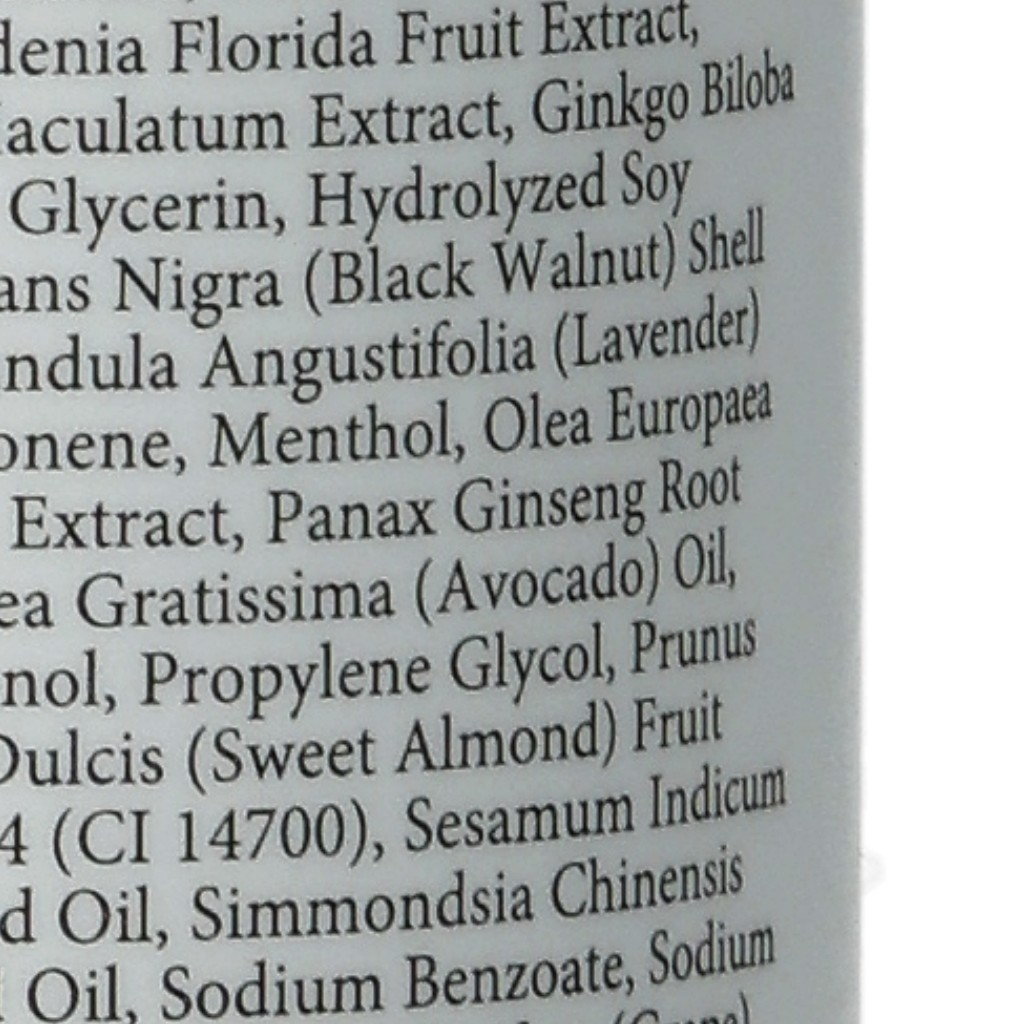 denia Florida Fruit Extract,
aculatum Extract, Ginkgo Biloba
Glycerin, Hydrolyzed Soy
ans Nigra (Black Walnut) Shell
ndula Angustifolia (Lavender)
onene, Menthol, Olea Europaea
Extract, Panax Ginseng Root
ea Gratissima (Avocado) Oil,
nol, Propylene Glycol, Prunus
Dulcis (Sweet Almond) Fruit
4 (CI 14700), Sesamum Indicum
d Oil, Simmondsia Chinensis
Oil, Sodium Benzoate, Sodium